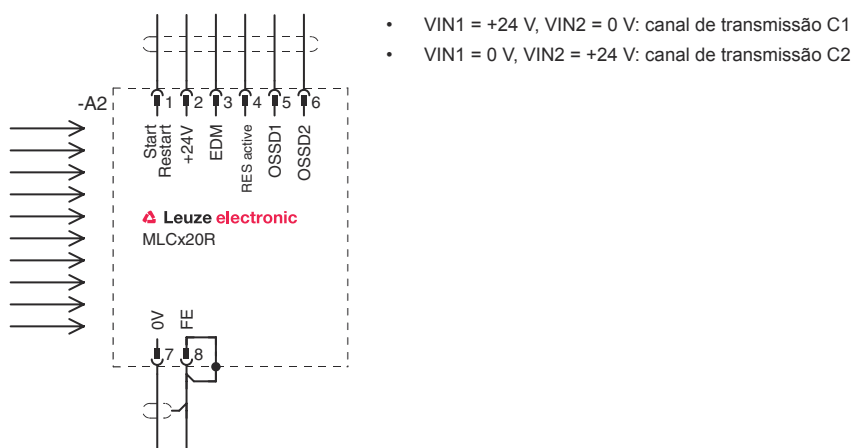 • VIN1 = +24 V, VIN2 = 0 V: canal de transmissão C1
• VIN1 = 0 V, VIN2 = +24 V: canal de transmissão C2
-A2
1 2 3 4 5 6
Start
Restart
+24V
EDM
RES active
OSSD1
OSSD2
Leuze electronic
MLCx20R
0V
FE
7 8